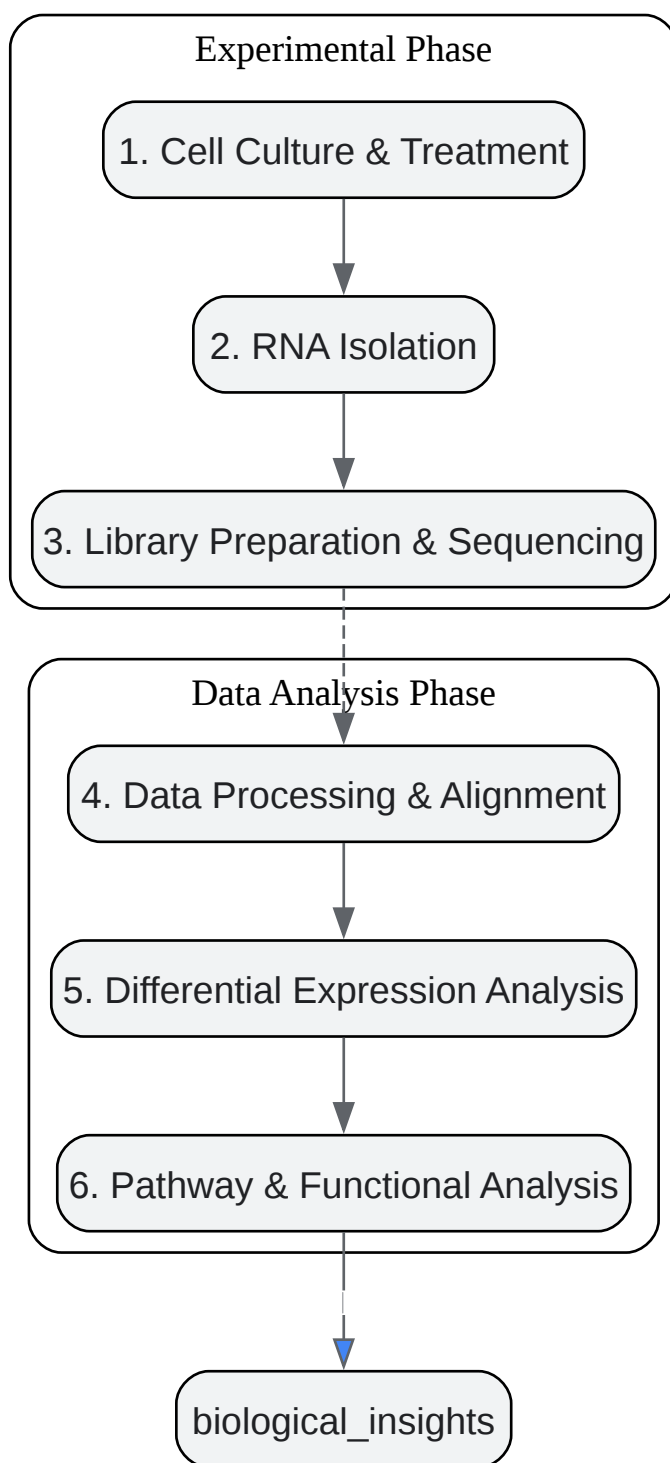 Experimental Phase
1. Cell Culture & Treatment
2. RNA Isolation
3. Library Preparation & Sequencing
Data Analysis Phase
4. Data Processing & Alignment
5. Differential Expression Analysis
6. Pathway & Functional Analysis
biological_insights